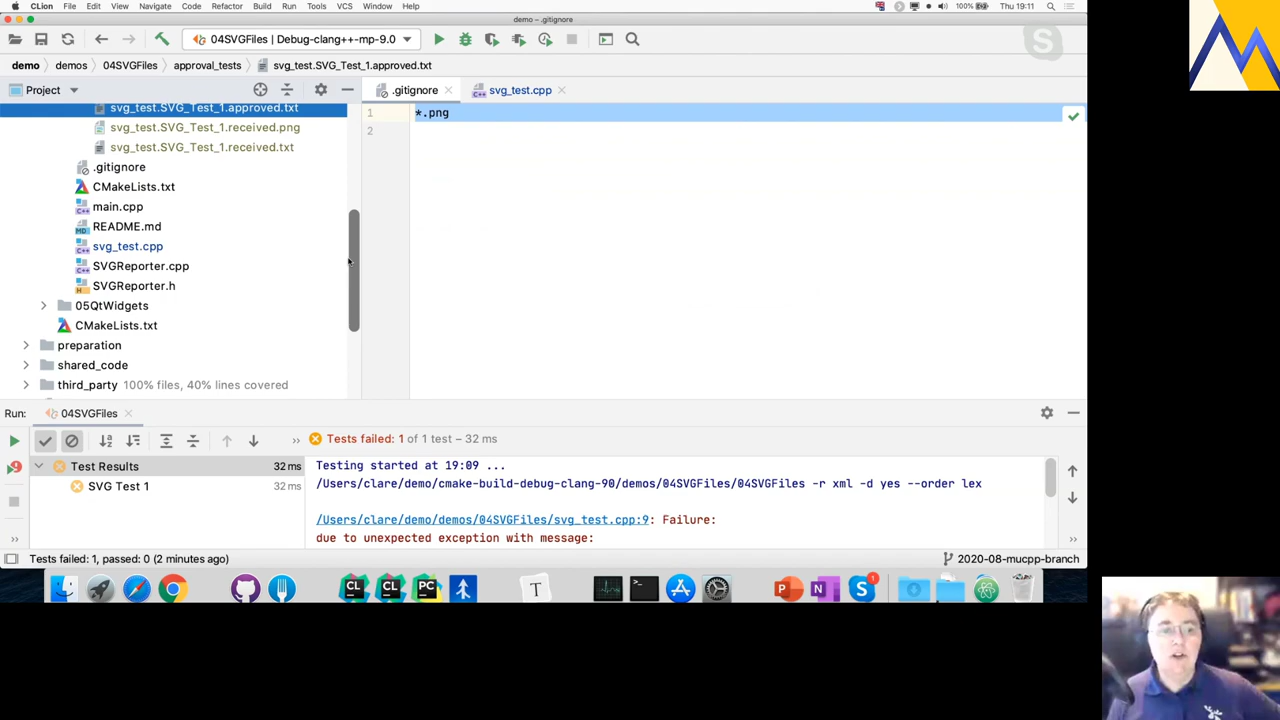 CLion File Edit View Navigate Code Refactor Build Run Tools VCS Window Help 100% Thu 19:11
demo – .gitignore
04SVGFiles | Debug-clang++-mp-9.0
demo demos 04SVGFiles approval_tests svg_test.SVG_Test_1.approved.txt
Project .gitignore svg_test.cpp
svg_test.SVG_Test_1.approved.txt
svg_test.SVG_Test_1.received.png
svg_test.SVG_Test_1.received.txt
.gitignore
CMakeLists.txt
main.cpp
README.md
svg_test.cpp
SVGReporter.cpp
SVGReporter.h
05QtWidgets
CMakeLists.txt
preparation
shared_code
third_party 100% files, 40% lines covered
1 *.png
2
Run: 04SVGFiles
Tests failed: 1 of 1 test – 32 ms
Test Results 32 ms
SVG Test 1 32 ms
Testing started at 19:09 ...
/Users/clare/demo/cmake-build-debug-clang-90/demos/04SVGFiles/04SVGFiles -r xml -d yes --order lex
/Users/clare/demo/demos/04SVGFiles/svg_test.cpp:9: Failure:
due to unexpected exception with message:
Tests failed: 1, passed: 0 (2 minutes ago) 2020-08-mucpp-branch